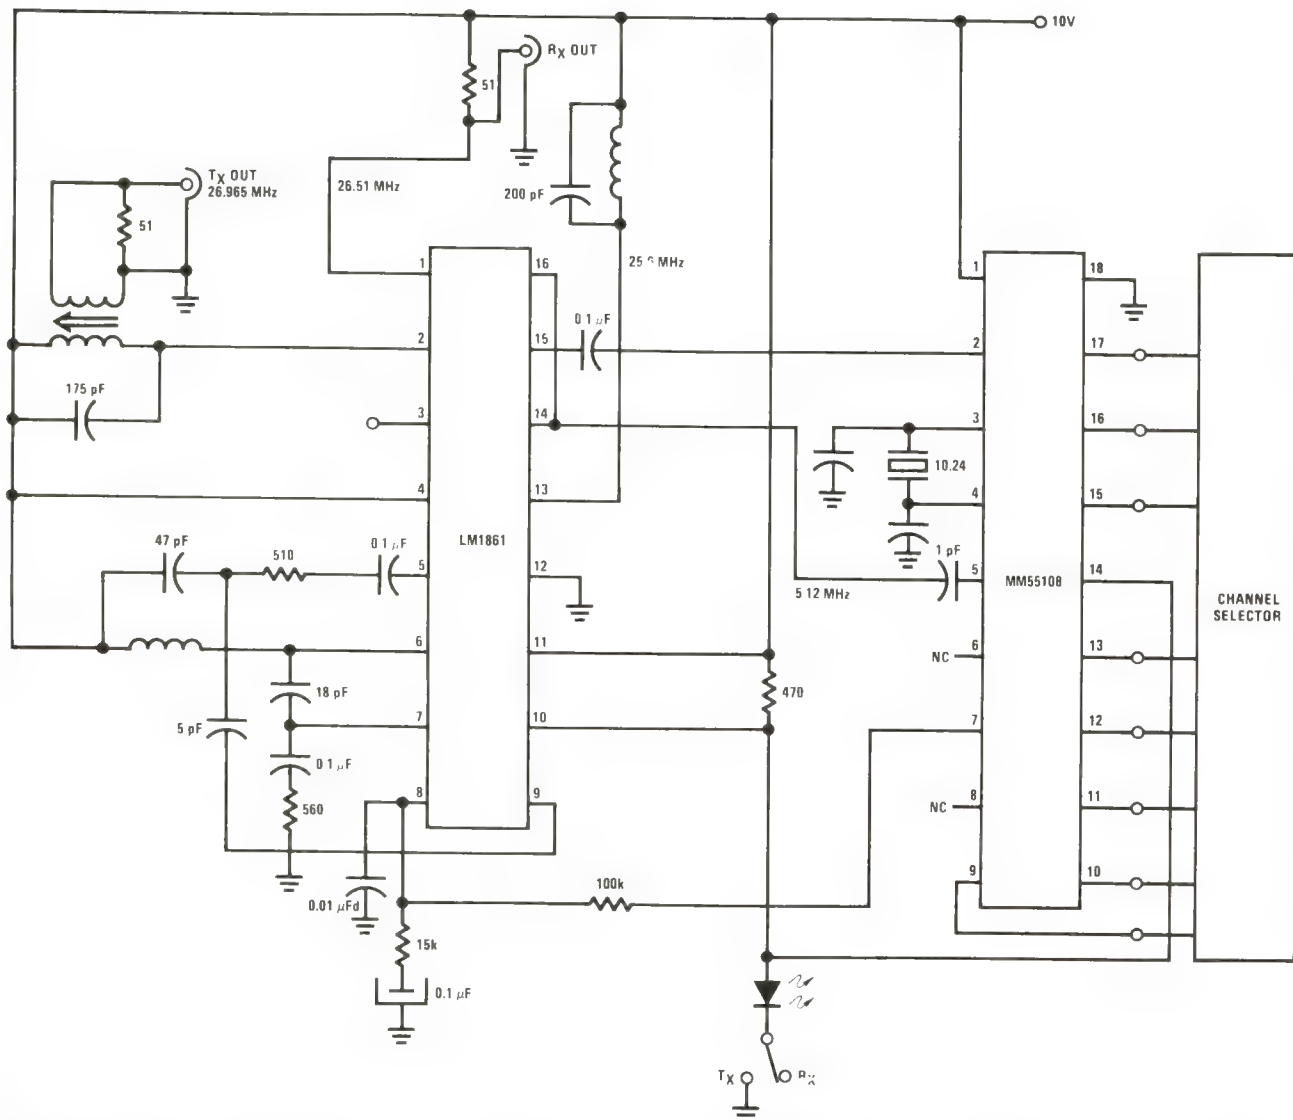 10V
RX OUT
51
TX OUT
26.965 MHz
51
26.51 MHz
200 pF
1
16
1
18
0 1 μF
2
15
2
17
175 pF
3
14
3
16
10.24
4
13
4
15
LM1861
47 pF
510
0 1 μF
1 pF
5
12
5
14
MM55108
5 12 MHz
CHANNEL
SELECTOR
6
11
NC
6
13
18 pF
470
5 pF
7
10
7
12
0 1 μF
560
8
9
NC
8
11
9
10
0.01 μFd
100k
15k
0.1 μF
TX
RX